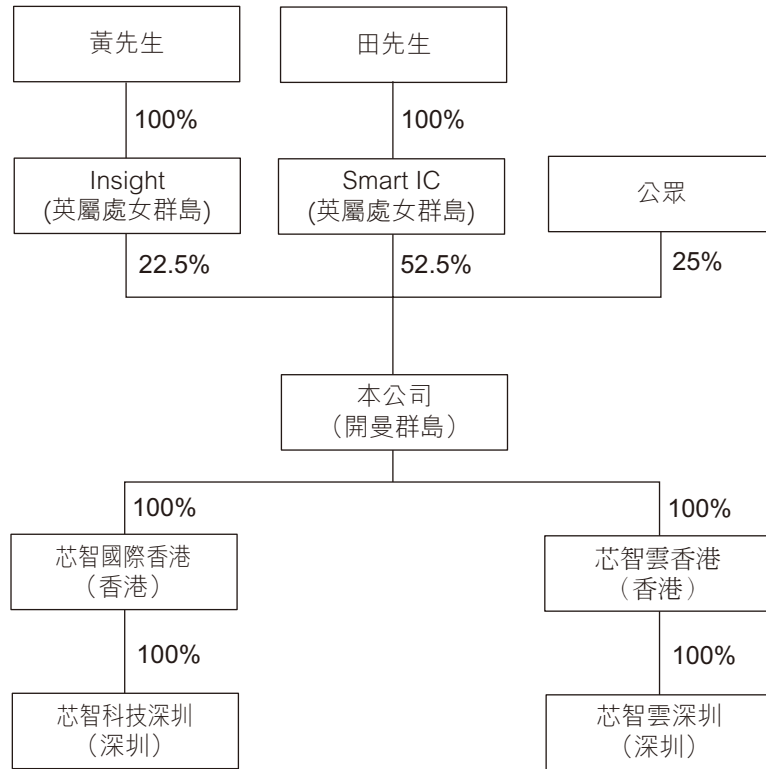 黃先生
田先生
100%
100%
Insight
(英屬處女群島)
Smart IC
(英屬處女群島)
公眾
22.5%
52.5%
25%
本公司
（開曼群島）
100%
100%
芯智國際香港
（香港）
芯智雲香港
（香港）
100%
100%
芯智科技深圳
（深圳）
芯智雲深圳
（深圳）